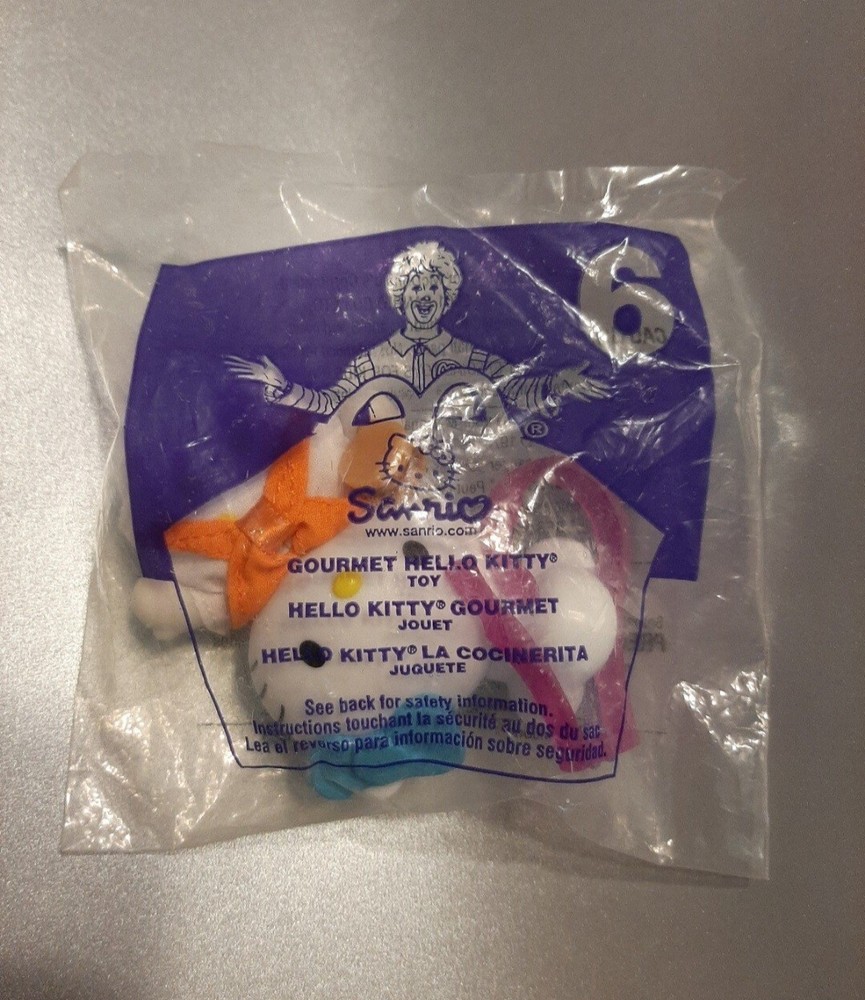 6
®
Sanrio
www.sanrio.com
GOURMET HELLO KITTY®
TOY
HELLO KITTY® GOURMET
JOUET
HELLO KITTY® LA COCINERITA
JUGUETE
See back for safety information.
Instructions touchant la sécurité au dos du sac.
Lea el reverso para información sobre seguridad.